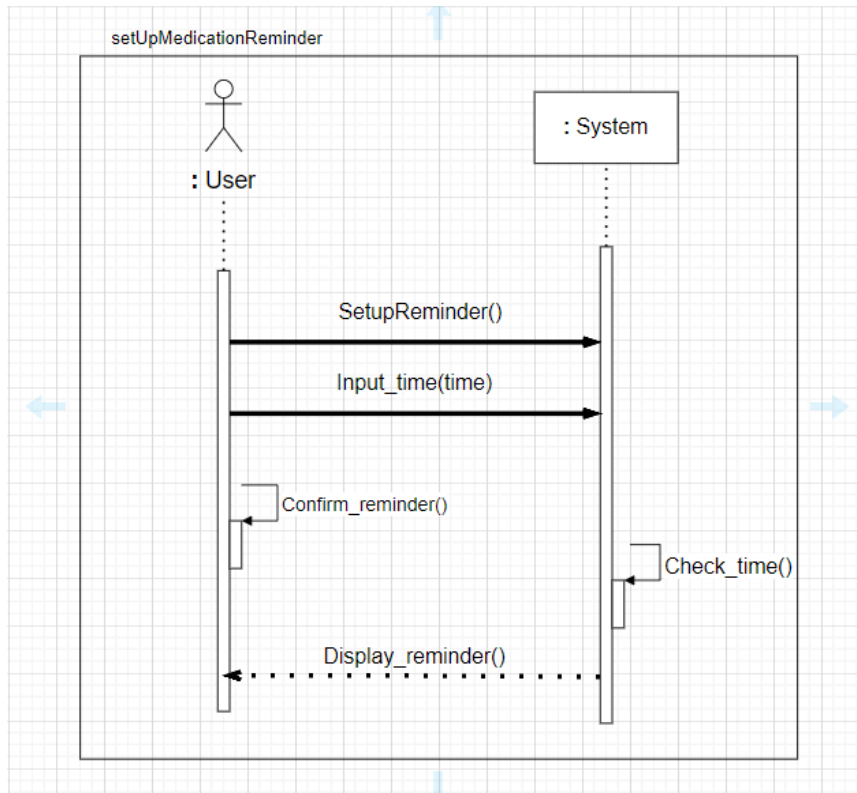 setUpMedicationReminder
: System
: User
SetupReminder()
Input_time(time)
Confirm_reminder()
Check_time()
Display_reminder()